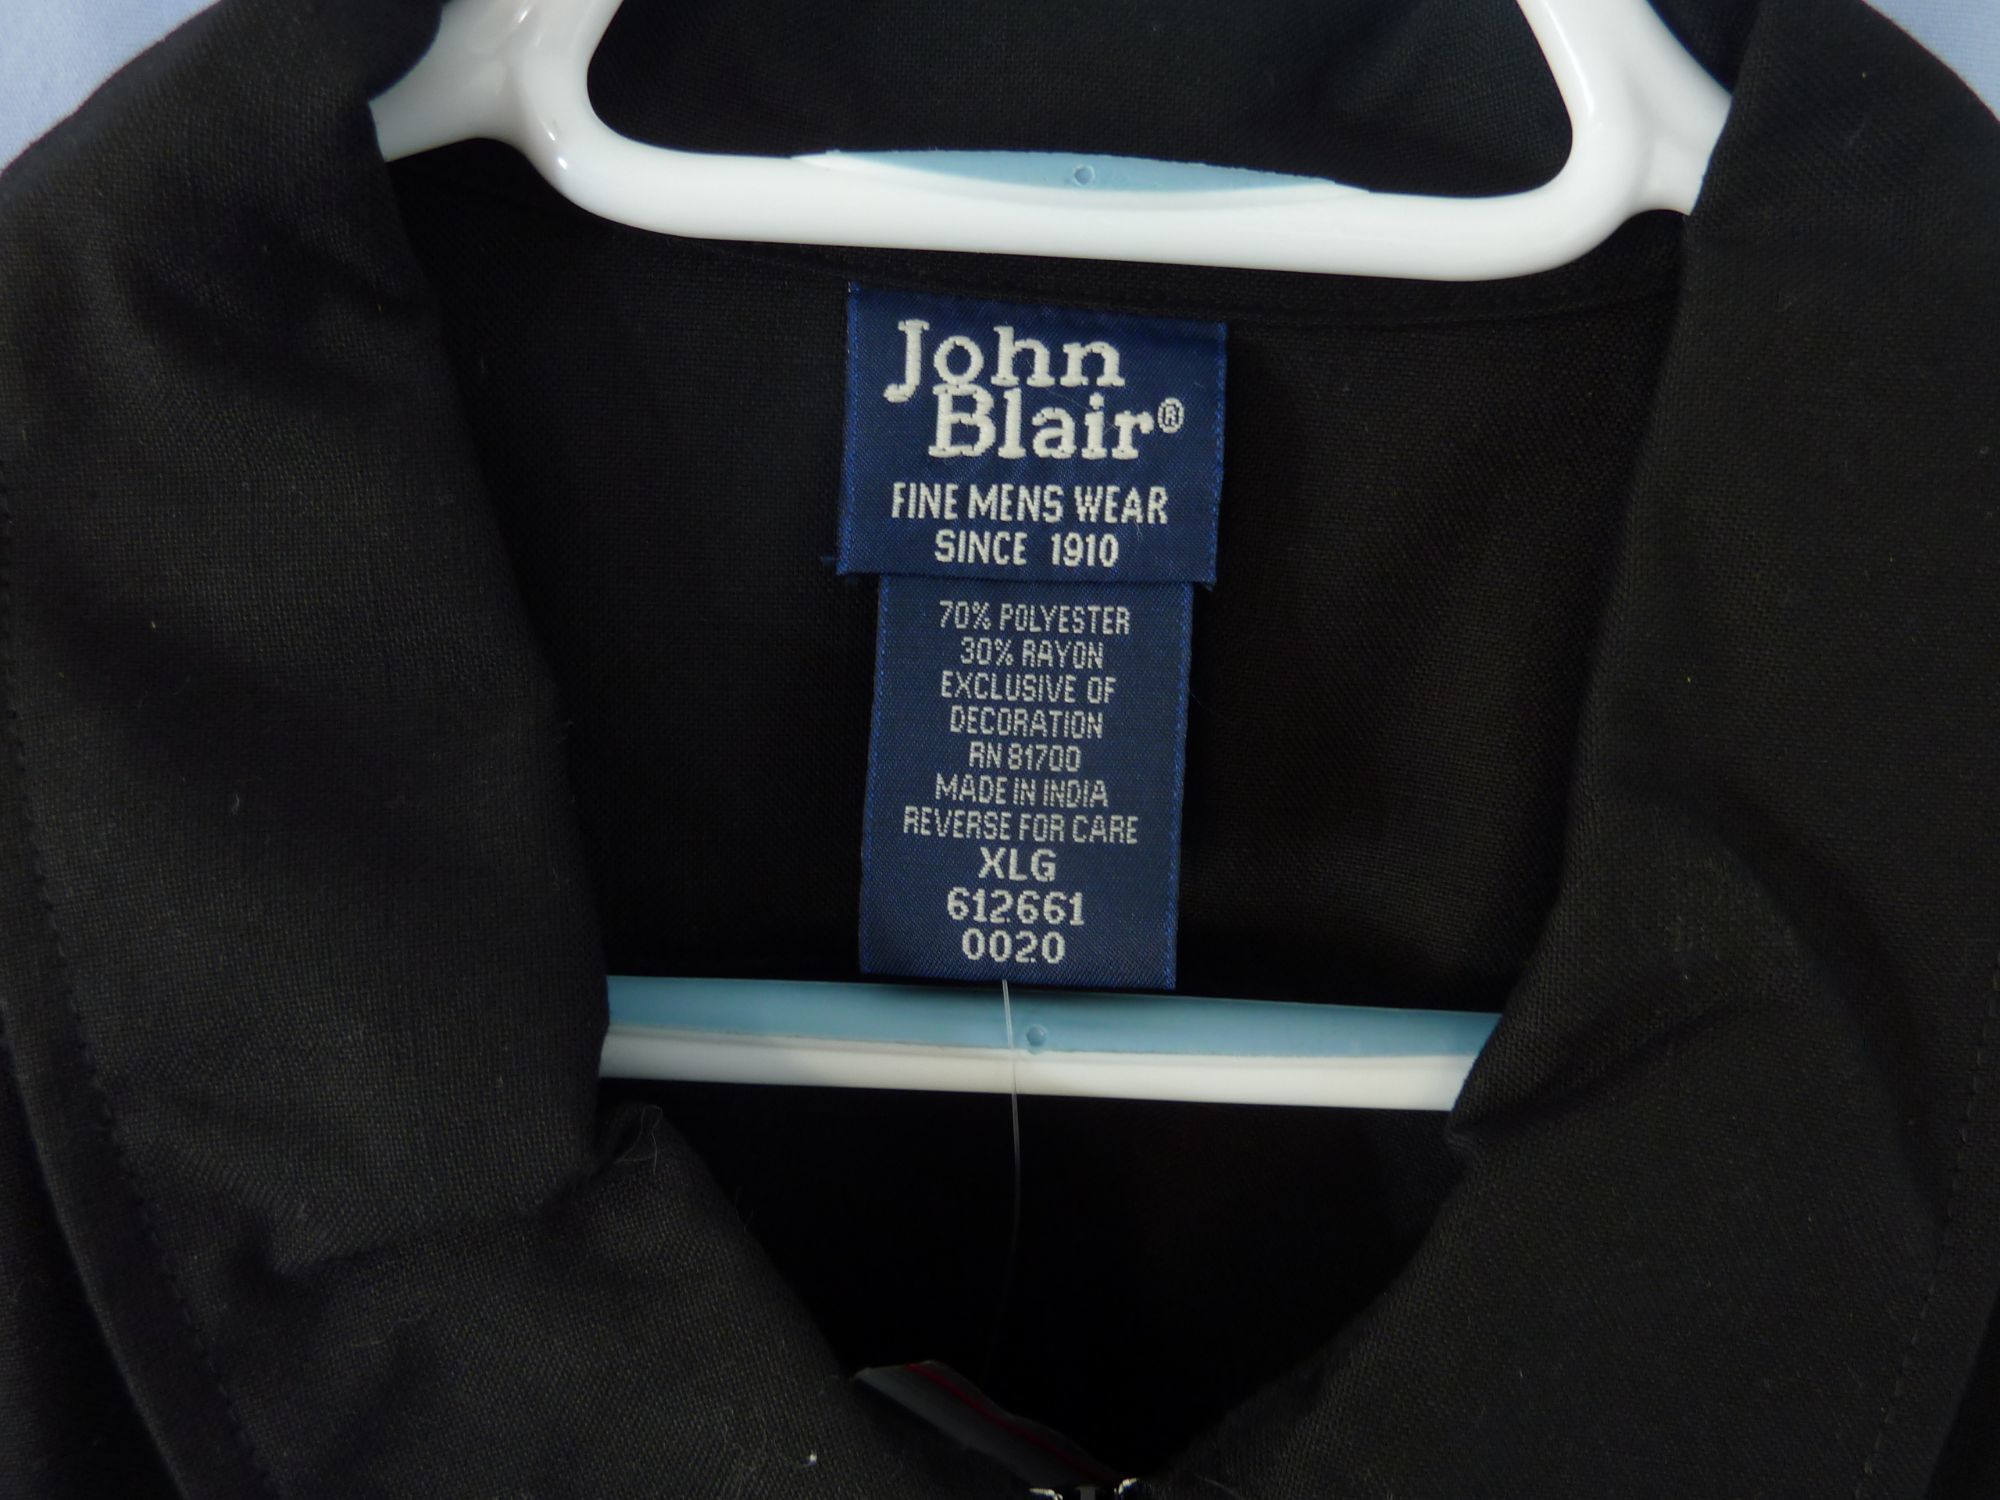 John
Blair®
FINE MENS WEAR
SINCE 1910
70% POLYESTER
30% RAYON
EXCLUSIVE OF
DECORATION
RN 81700
MADE IN INDIA
REVERSE FOR CARE
XLG
612661
0020